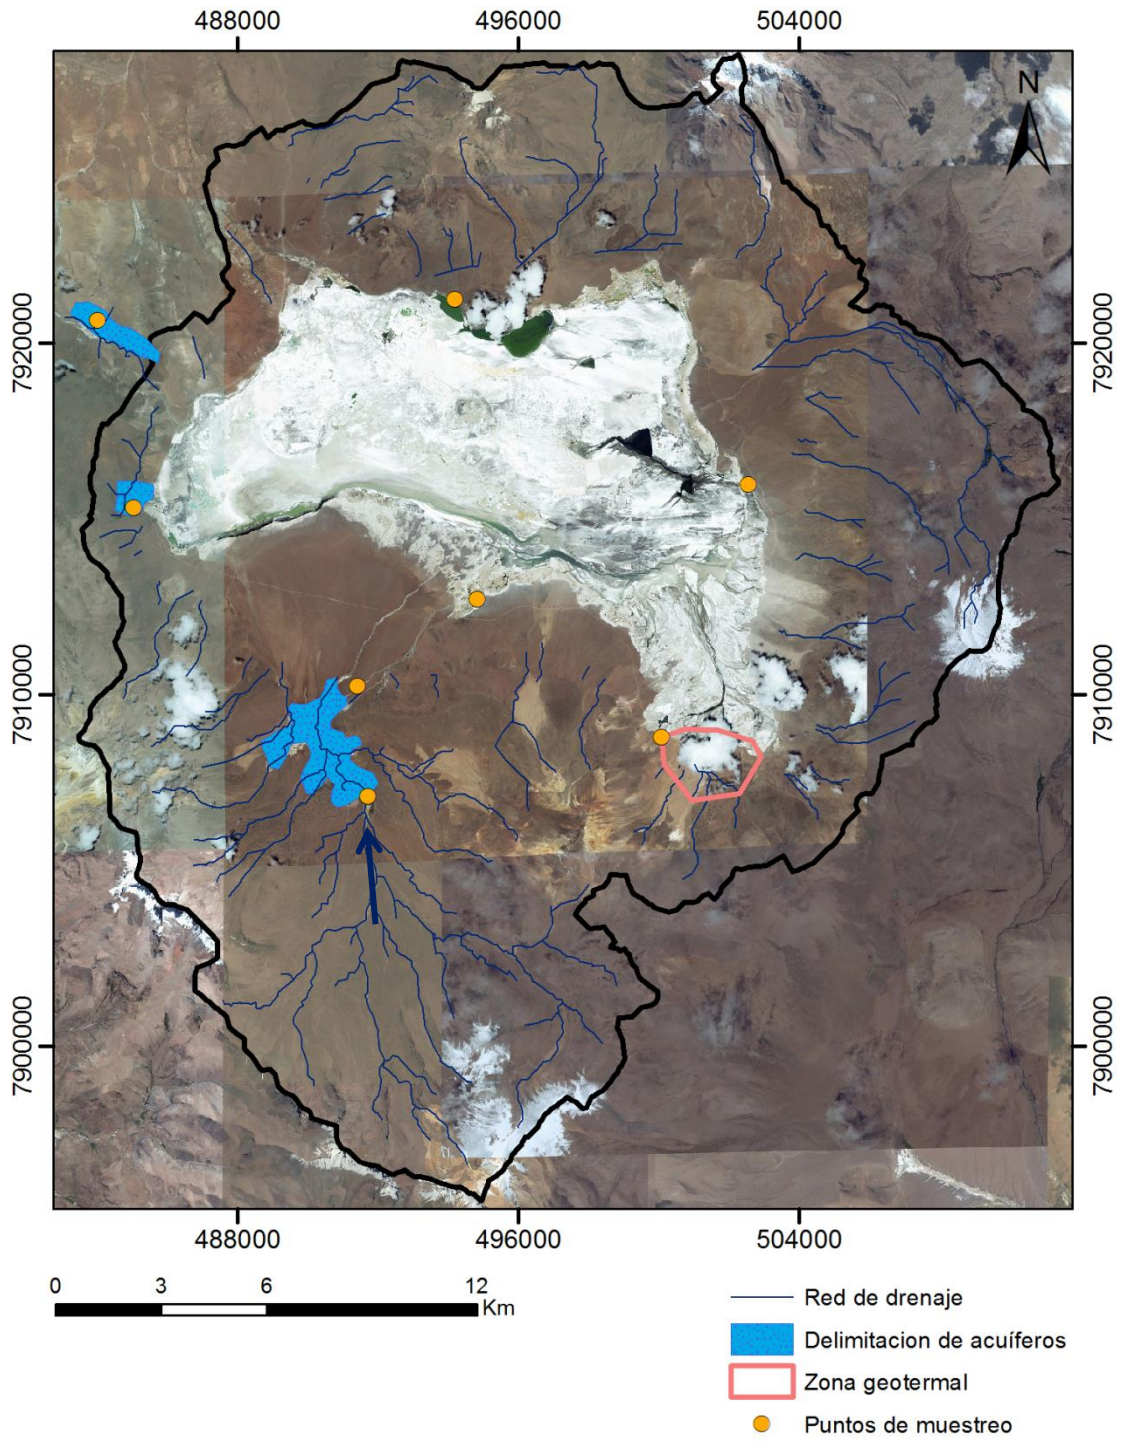 488000 496000 504000
N
7920000 7920000
7910000 7910000
7900000 7900000
488000 496000 504000
0 3 6 12
Km
Red de drenaje
Delimitacion de acuíferos
Zona geotermal
Puntos de muestreo